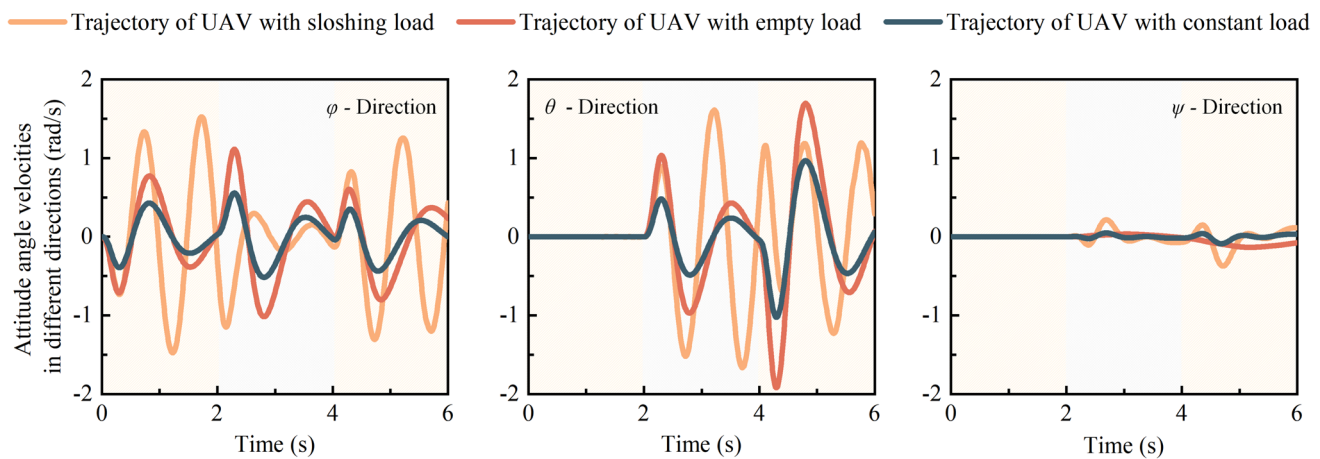 Trajectory of UAV with sloshing load Trajectory of UAV with empty load Trajectory of UAV with constant load
Attitude angle velocities
in different directions (rad/s)
2
1
0
-1
-2
φ - Direction
0 2 4 6
Time (s)
2
1
0
-1
-2
θ - Direction
0 2 4 6
Time (s)
2
1
0
-1
-2
ψ - Direction
0 2 4 6
Time (s)